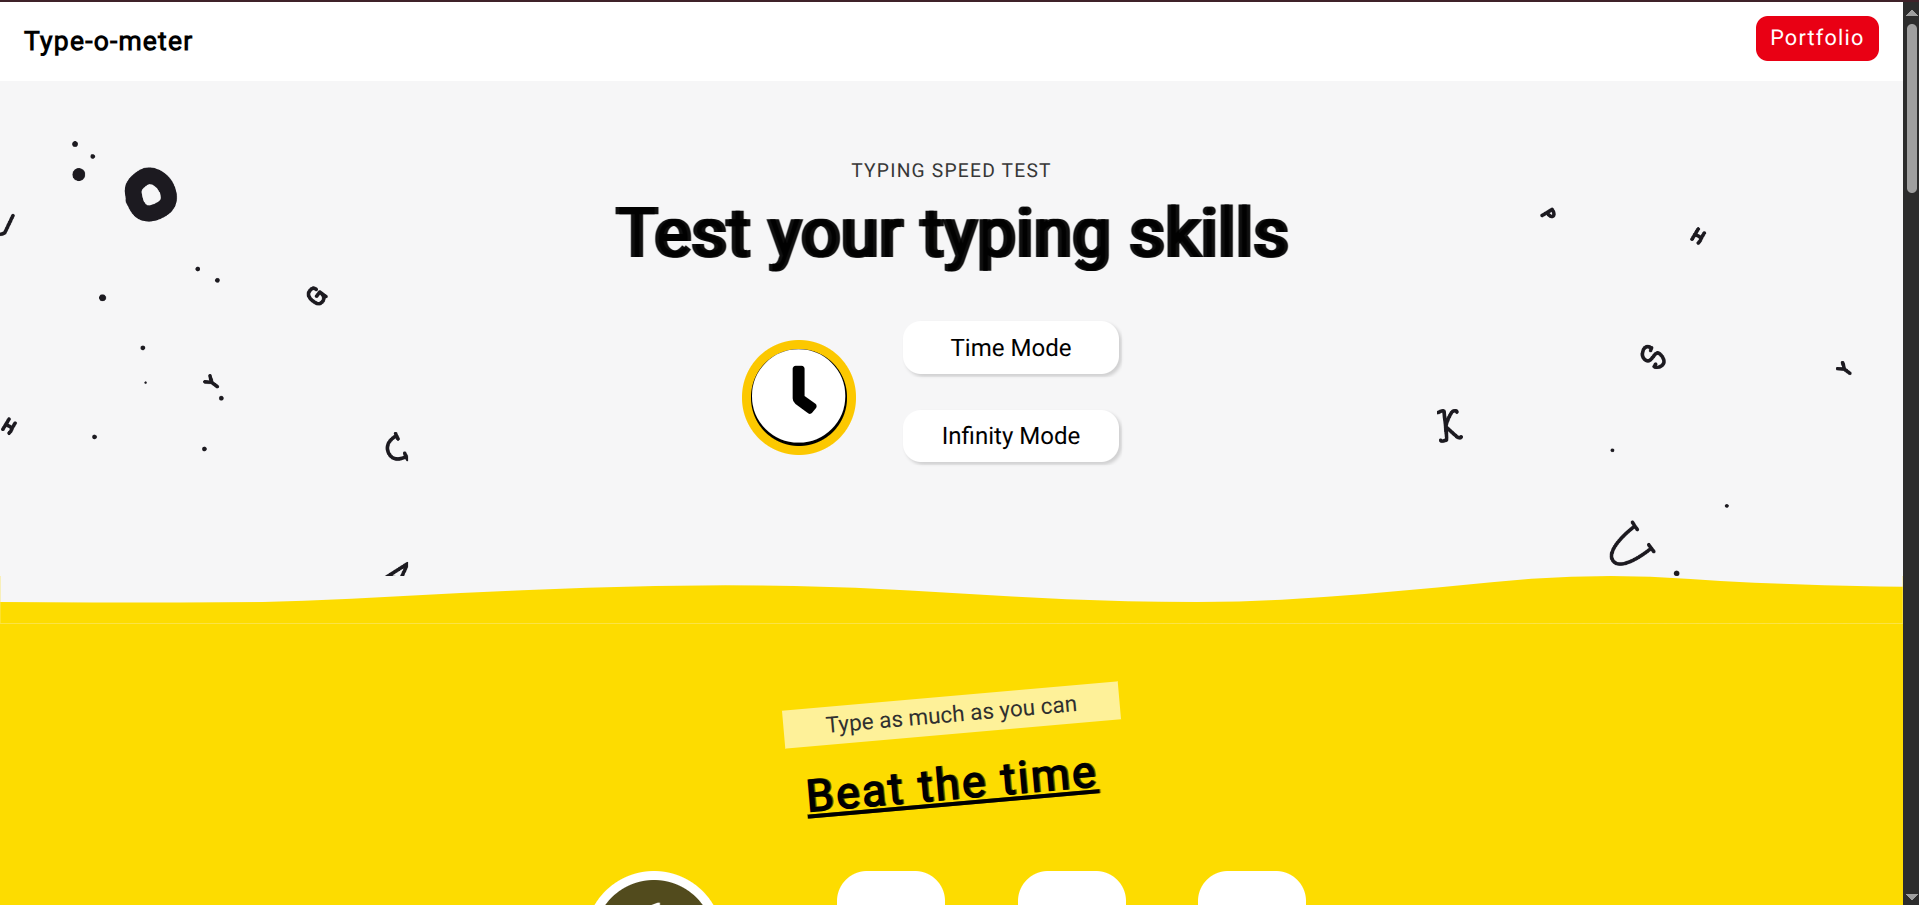 Type-o-meter
Portfolio
TYPING SPEED TEST
Test your typing skills
Time Mode
Infinity Mode
O
G
Y
H
C
P
H
S
Y
K
U
Type as much as you can
Beat the time